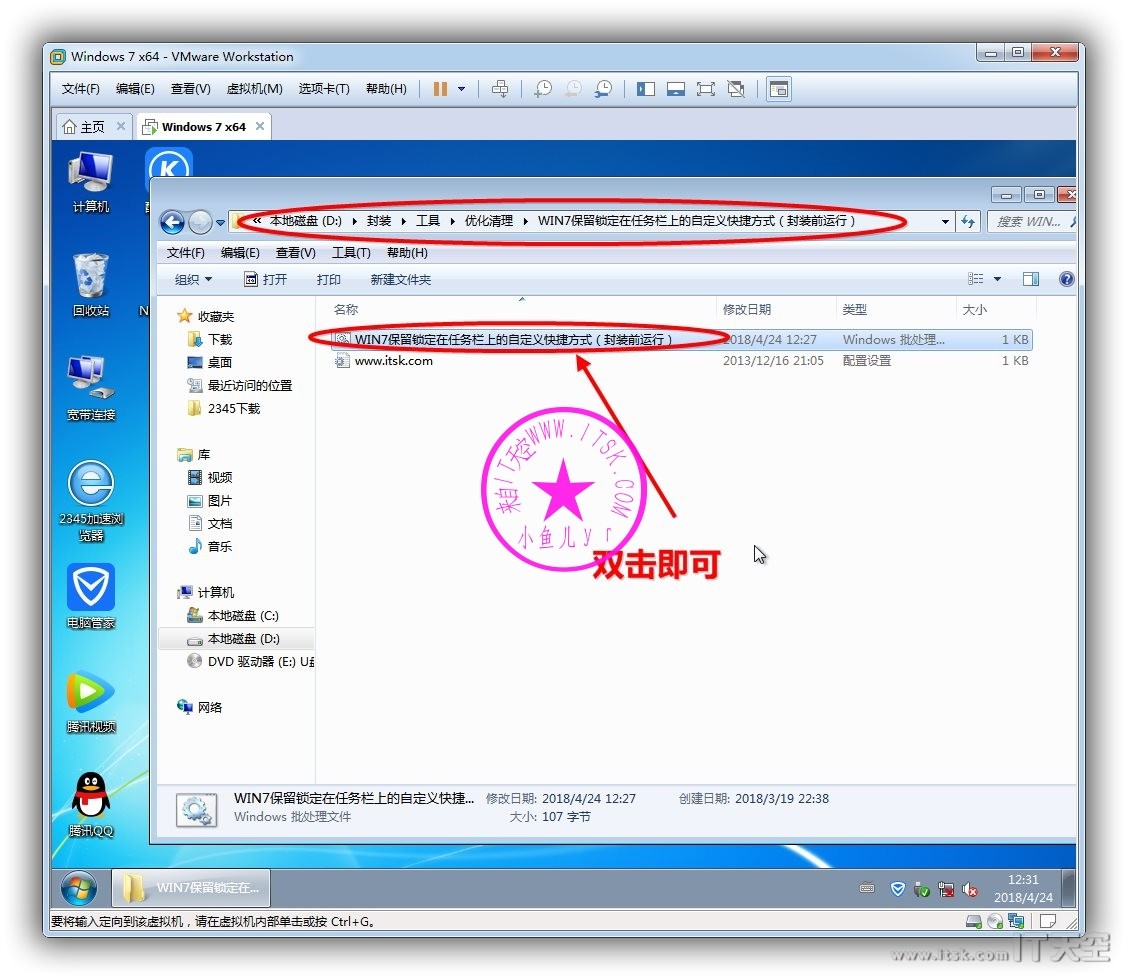 Windows 7 x64 - VMware Workstation
文件(F) 编辑(E) 查看(V) 虚拟机(M) 选项卡(T) 帮助(H)
主页 Windows 7 x64
计算机
K
« 本地磁盘 (D:) 封装 工具 优化清理 WIN7保留锁定在任务栏上的自定义快捷方式（封装前运行） 搜索 WIN...
文件(F) 编辑(E) 查看(V) 工具(T) 帮助(H)
组织 打开 打印 新建文件夹
名称 修改日期 类型 大小
WIN7保留锁定在任务栏上的自定义快捷方式（封装前运行） 2018/4/24 12:27 Windows 批处理... 1 KB
www.itsk.com 2013/12/16 21:05 配置设置 1 KB
收藏夹
下载
桌面
最近访问的位置
2345下载
库
视频
图片
文档
音乐
计算机
本地磁盘 (C:)
本地磁盘 (D:)
DVD 驱动器 (E:) U
网络
回收站 N
宽带连接
2345加速浏
览器
电脑管家
腾讯视频
腾讯QQ
来自IT天空WWW.ITSK.COM
小鱼儿yr
双击即可
WIN7保留锁定在任务栏上的自定义快捷... 修改日期: 2018/4/24 12:27 创建日期: 2018/3/19 22:38
Windows 批处理文件 大小: 107 字节
WIN7保留锁定在...
12:31
2018/4/24
要将输入定向到该虚拟机，请在虚拟机内部单击或按 Ctrl+G。
www.itsk.com IT天空